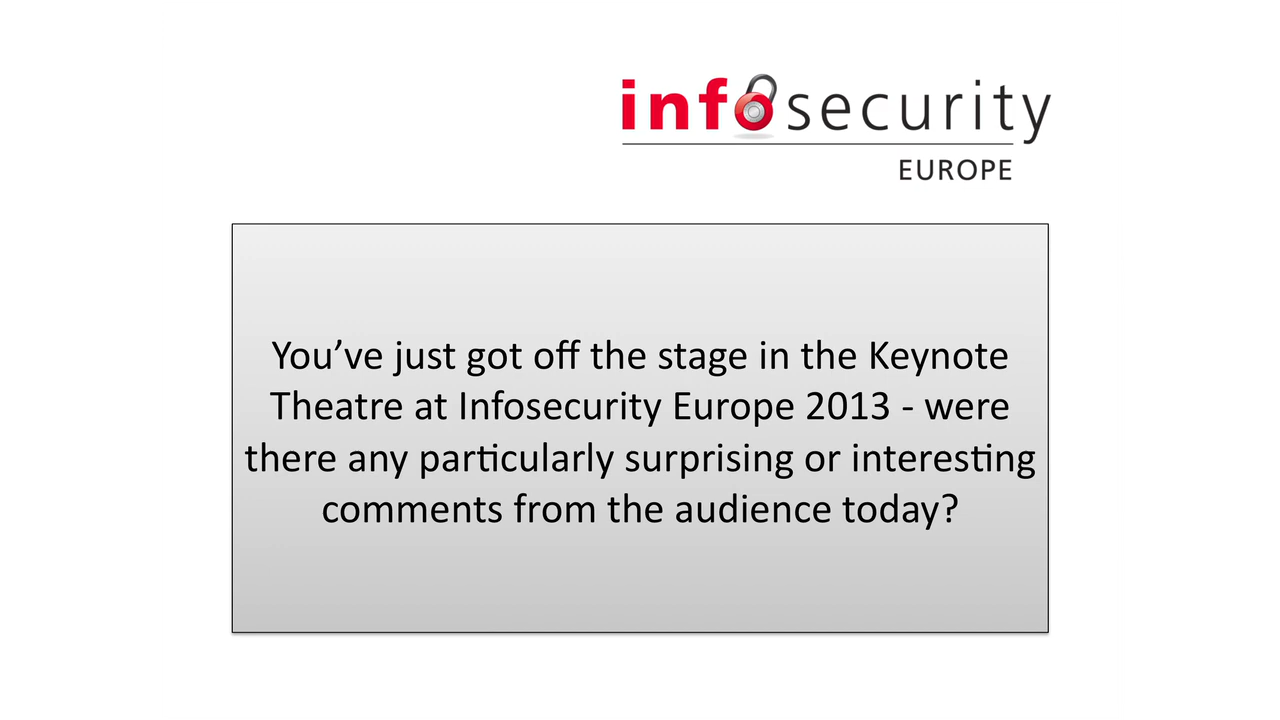 infosecurity
EUROPE
You’ve just got off the stage in the Keynote
Theatre at Infosecurity Europe 2013 - were
there any particularly surprising or interesting
comments from the audience today?